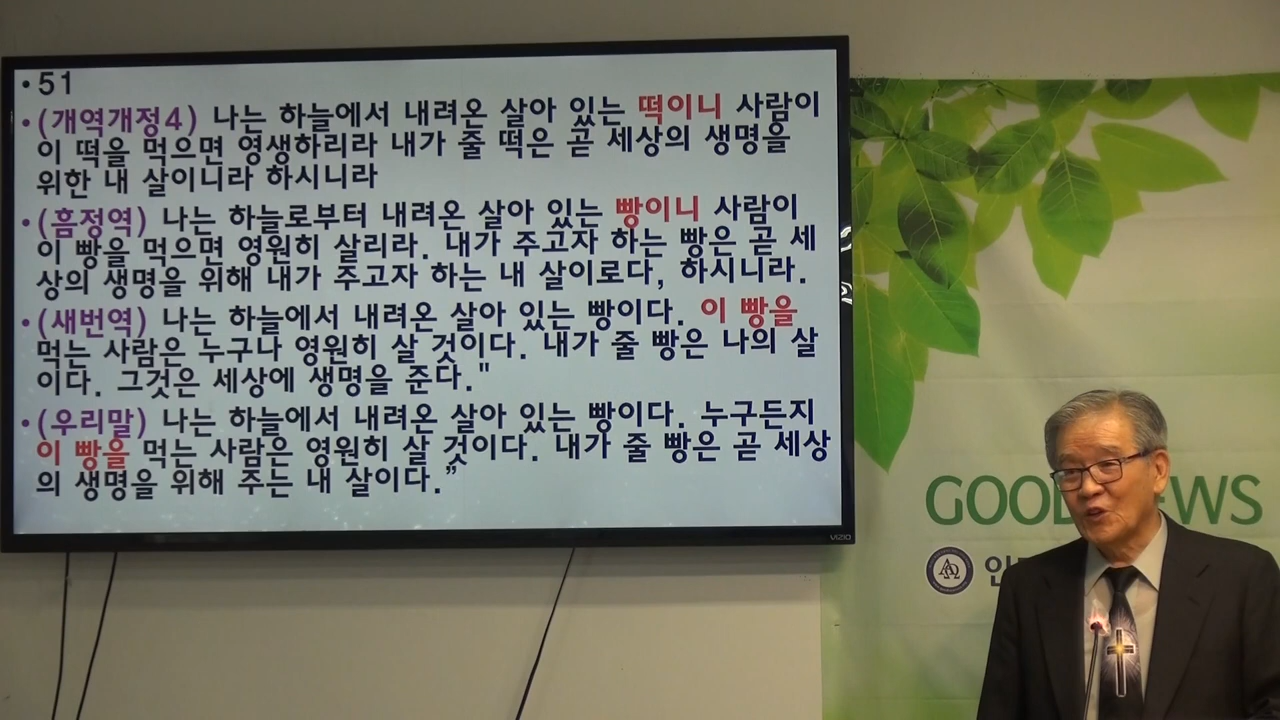 • 51
• (개역개정4) 나는 하늘에서 내려온 살아 있는 떡이니 사람이
이 떡을 먹으면 영생하리라 내가 줄 떡은 곧 세상의 생명을
위한 내 살이니라 하시니라
• (흠정역) 나는 하늘로부터 내려온 살아 있는 빵이니 사람이
이 빵을 먹으면 영원히 살리라. 내가 주고자 하는 빵은 곧 세
상의 생명을 위해 내가 주고자 하는 내 살이로다, 하시니라.
• (새번역) 나는 하늘에서 내려온 살아 있는 빵이다. 이 빵을
먹는 사람은 누구나 영원히 살 것이다. 내가 줄 빵은 나의 살
이다. 그것은 세상에 생명을 준다."
• (우리말) 나는 하늘에서 내려온 살아 있는 빵이다. 누구든지
이 빵을 먹는 사람은 영원히 살 것이다. 내가 줄 빵은 곧 세상
의 생명을 위해 주는 내 살이다.”
VIZIO
GOOD
EWS
ΑΩ